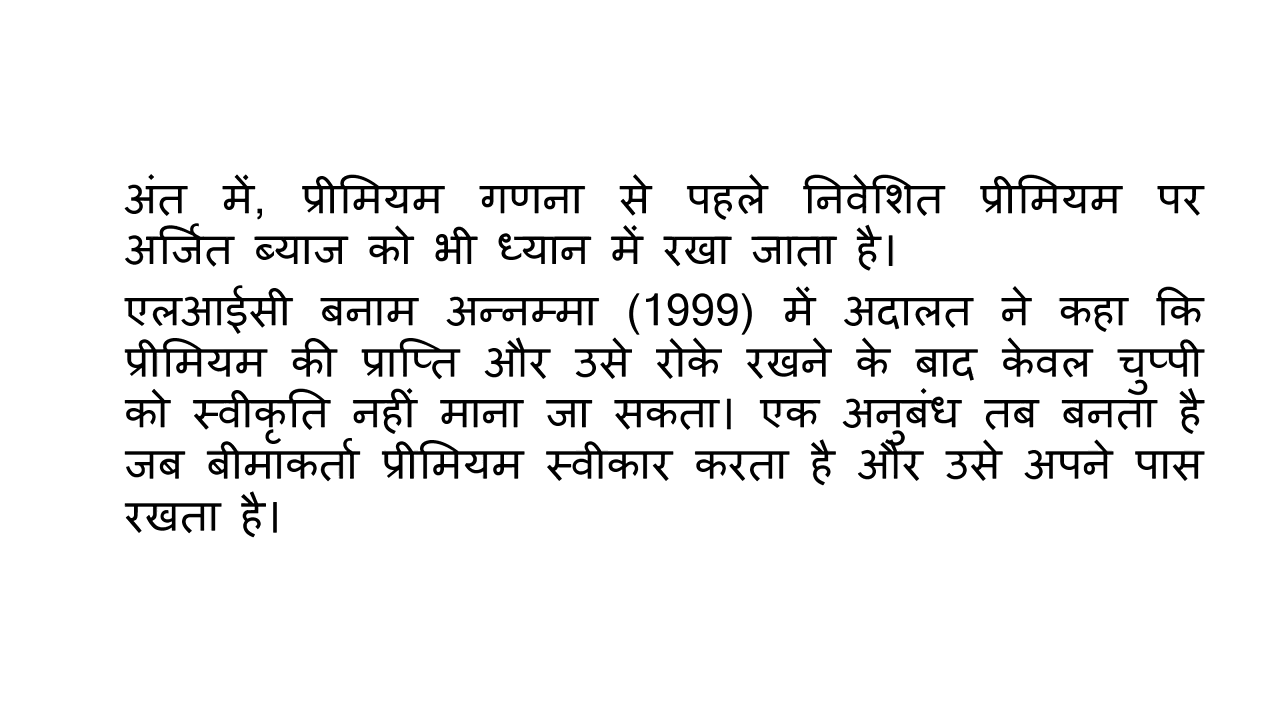 अंत में, प्रीमियम गणना से पहले निवेशित प्रीमियम पर
अर्जित ब्याज को भी ध्यान में रखा जाता है।
एलआईसी बनाम अन्नम्मा (1999) में अदालत ने कहा कि
प्रीमियम की प्राप्ति और उसे रोके रखने के बाद केवल चुप्पी
को स्वीकृति नहीं माना जा सकता। एक अनुबंध तब बनता है
जब बीमाकर्ता प्रीमियम स्वीकार करता है और उसे अपने पास
रखता है।